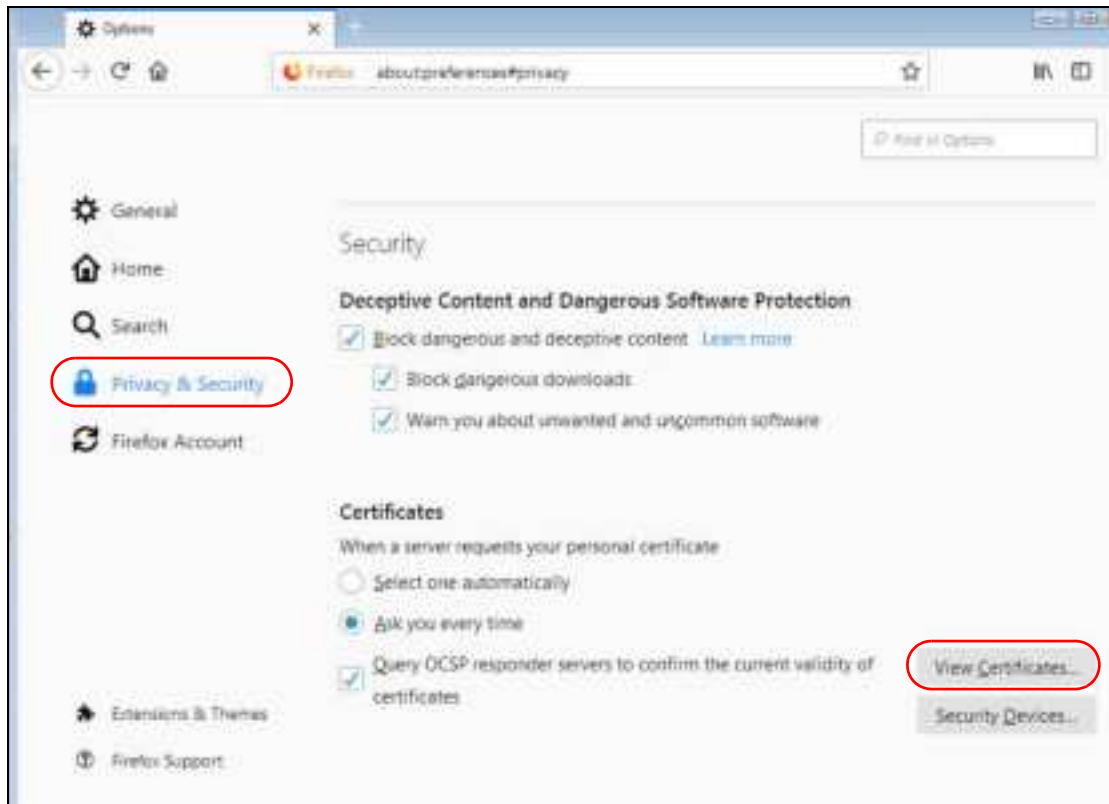 Options
Firefox about:preferences#privacy
Find in Options
General
Home
Search
Privacy & Security
Firefox Account
Extensions & Themes
Firefox Support
Security
Deceptive Content and Dangerous Software Protection
Block dangerous and deceptive content Learn more
Block dangerous downloads
Warn you about unwanted and uncommon software
Certificates
When a server requests your personal certificate
Select one automatically
Ask you every time
Query OCSP responder servers to confirm the current validity of
certificates
View Certificates...
Security Devices...